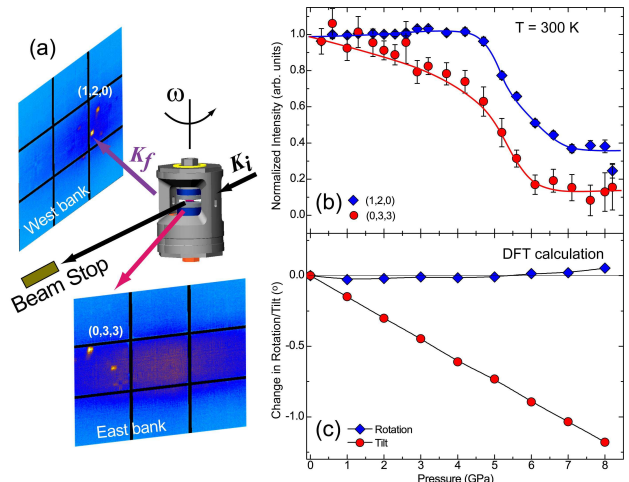 (a)
ω
(1,2,0)
K_f
K_i
West bank
Beam Stop
(0,3,3)
East bank
Normalized Intensity (arb. units)
1.0
0.8
0.6
0.4
0.2
0.0
T = 300 K
(b)
(1,2,0)
(0,3,3)
Change in Rotation/Tilt (°)
0.0
-0.5
-1.0
DFT calculation
(c)
Rotation
Tilt
0 1 2 3 4 5 6 7 8
Pressure (GPa)